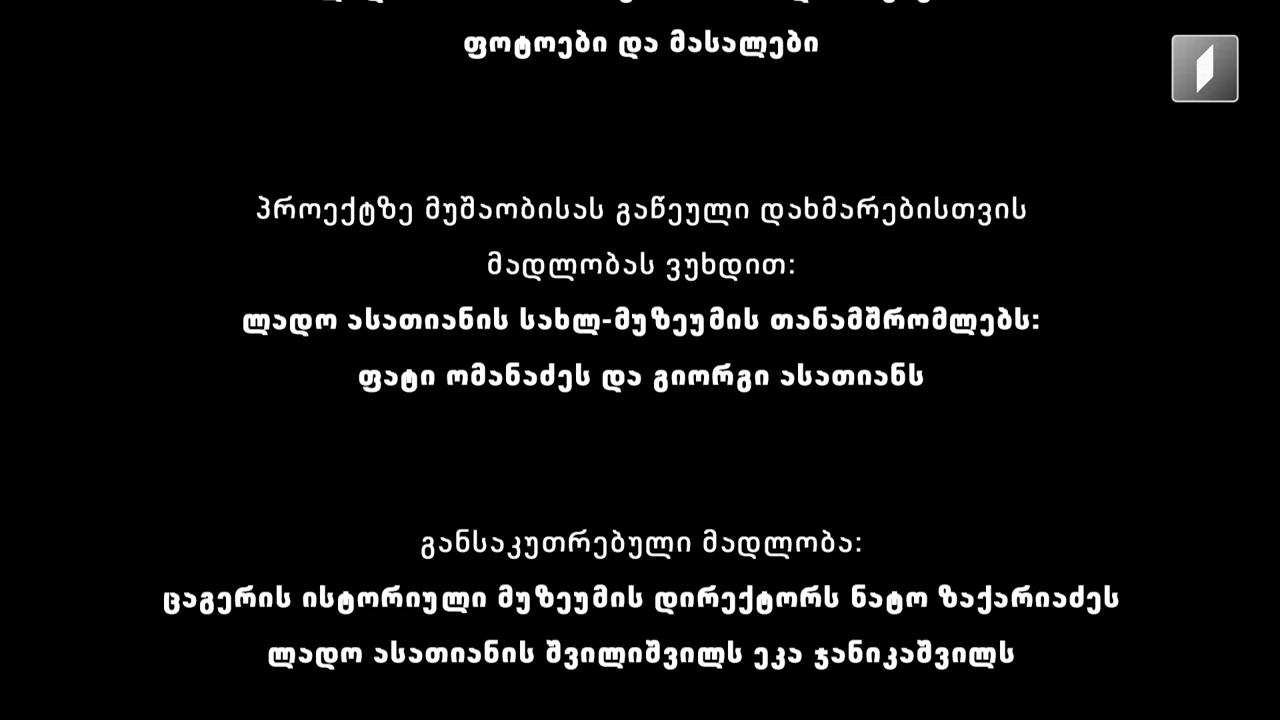 ფოტოები და მასალები
პროექტზე მუშაობისას გაწეული დახმარებისთვის
მადლობას ვუხდით:
ლადო ასათიანის სახლ-მუზეუმის თანამშრომლებს:
ფატი ომანაძეს და გიორგი ასათიანს
განსაკუთრებული მადლობა:
ცაგერის ისტორიული მუზეუმის დირექტორს ნატო ზაქარიაძეს
ლადო ასათიანის შვილიშვილს ეკა ჯანიკაშვილს